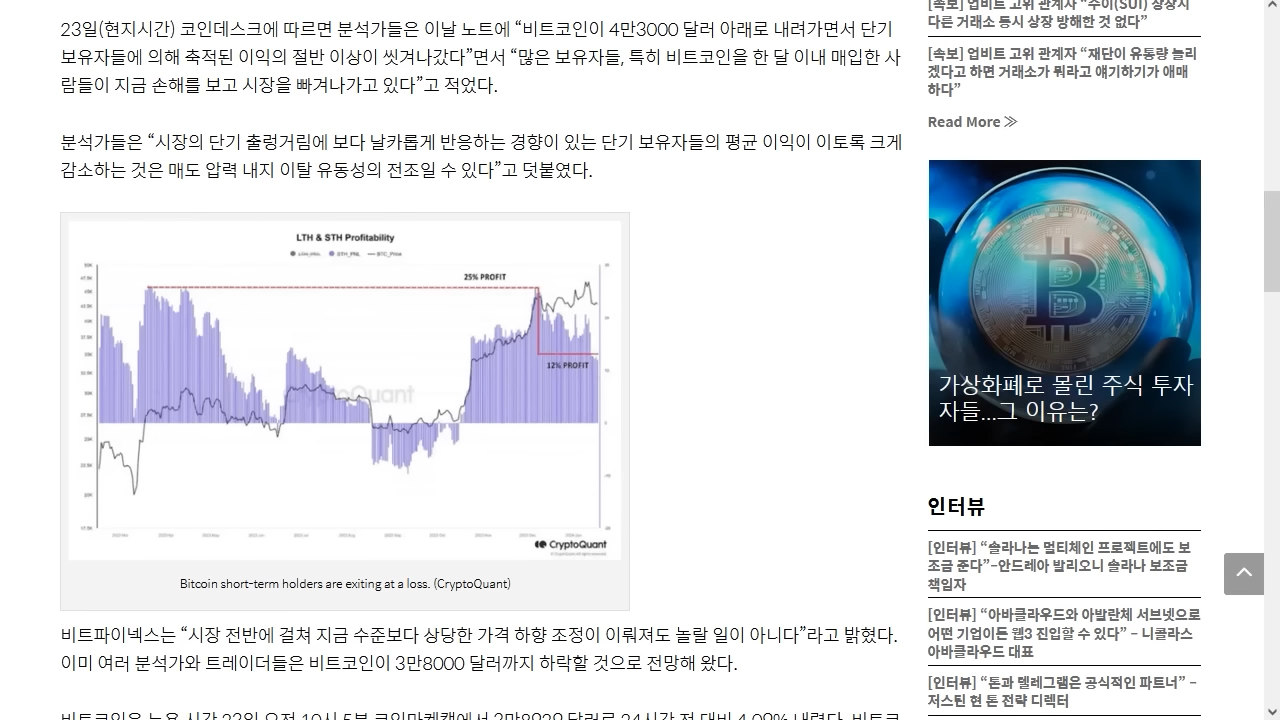 23일(현지시간) 코인데스크에 따르면 분석가들은 이날 노트에 “비트코인이 4만3000 달러 아래로 내려가면서 단기
보유자들에 의해 축적된 이익의 절반 이상이 씻겨나갔다”면서 “많은 보유자들, 특히 비트코인을 한 달 이내 매입한 사
람들이 지금 손해를 보고 시장을 빠져나가고 있다”고 적었다.
분석가들은 “시장의 단기 출렁거림에 보다 날카롭게 반응하는 경향이 있는 단기 보유자들의 평균 이익이 이토록 크게
감소하는 것은 매도 압력 내지 이탈 유동성의 전조일 수 있다”고 덧붙였다.
LTH & STH Profitability
STH_PNL
BTC_Price
25% PROFIT
12% PROFIT
CryptoQuant
CryptoQuant
Bitcoin short-term holders are exiting at a loss. (CryptoQuant)
비트파이넥스는 “시장 전반에 걸쳐 지금 수준보다 상당한 가격 하향 조정이 이뤄져도 놀랄 일이 아니다”라고 밝혔다.
이미 여러 분석가와 트레이더들은 비트코인이 3만8000 달러까지 하락할 것으로 전망해 왔다.
[속보] 업비트 고위 관계자 “수이(SUI) 상장시
다른 거래소 동시 상장 방해한 것 없다”
[속보] 업비트 고위 관계자 “재단이 유통량 늘리
겠다고 하면 거래소가 뭐라고 얘기하기가 애매
하다”
Read More ≫
가상화폐로 몰린 주식 투자
자들...그 이유는?
인터뷰
[인터뷰] “솔라나는 멀티체인 프로젝트에도 보
조금 준다”–안드레아 발리오니 솔라나 보조금
책임자
[인터뷰] “아바클라우드와 아발란체 서브넷으로
어떤 기업이든 웹3 진입할 수 있다” – 니콜라스
아바클라우드 대표
[인터뷰] “톤과 텔레그램은 공식적인 파트너” –
저스틴 현 톤 전략 디렉터